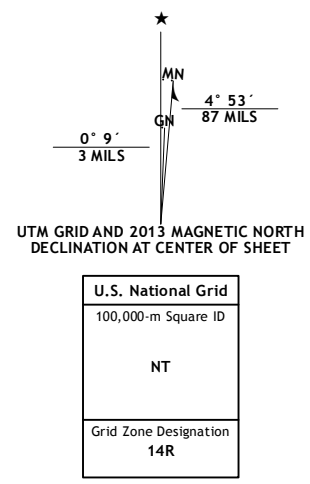 ★
MN
4° 53´
87 MILS
GN
0° 9´
3 MILS
UTM GRID AND 2013 MAGNETIC NORTH
DECLINATION AT CENTER OF SHEET
U.S. National Grid
100,000-m Square ID
NT
Grid Zone Designation
14R